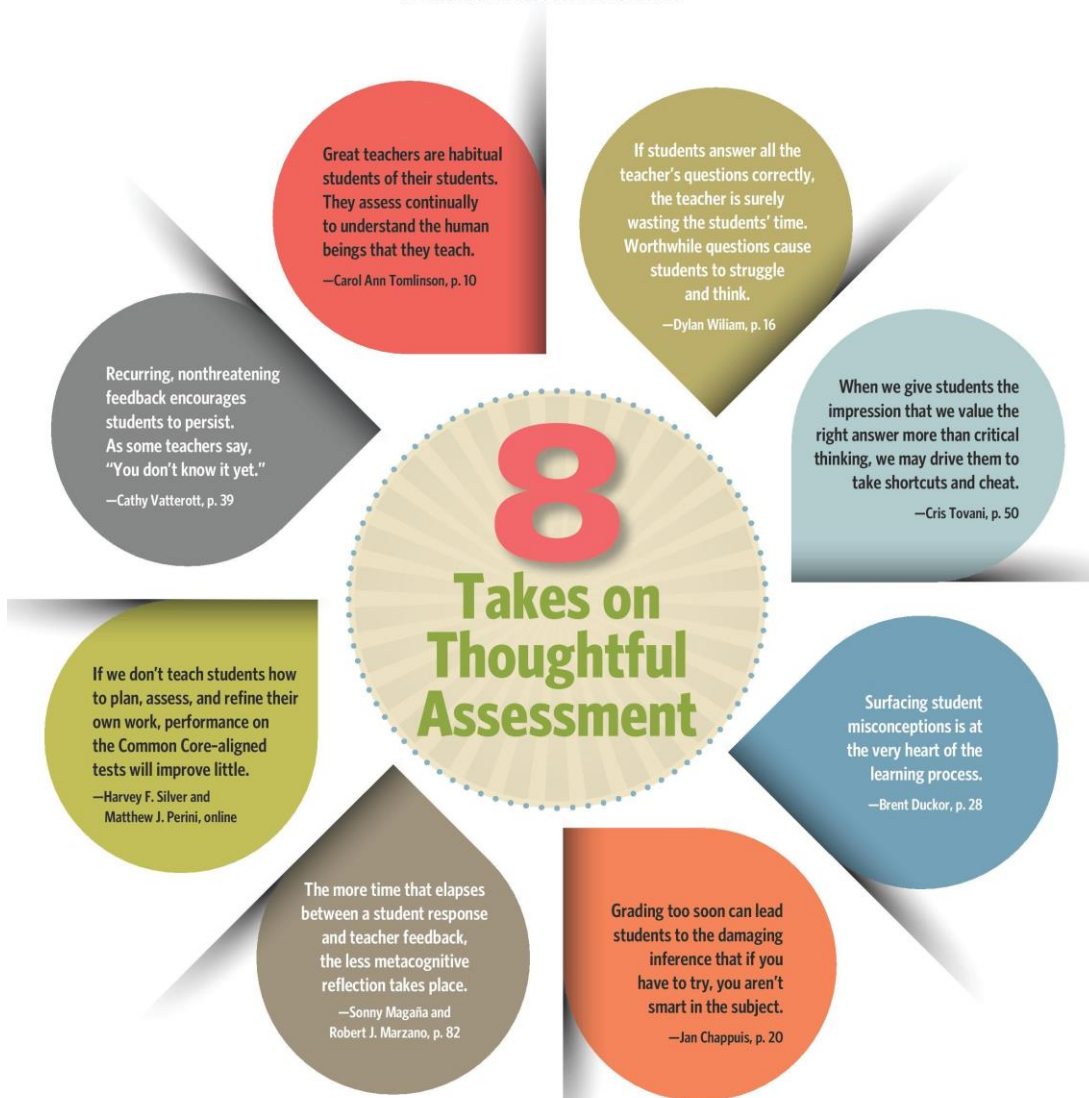 8
Takes on
Thoughtful
Assessment
Great teachers are habitual
students of their students.
They assess continually
to understand the human
beings that they teach.
—Carol Ann Tomlinson, p. 10
If students answer all the
teacher's questions correctly,
the teacher is surely
wasting the students' time.
Worthwhile questions cause
students to struggle
and think.
—Dylan Wiliam, p. 16
When we give students the
impression that we value the
right answer more than critical
thinking, we may drive them to
take shortcuts and cheat.
—Cris Tovani, p. 50
Surfacing student
misconceptions is at
the very heart of the
learning process.
—Brent Duckor, p. 28
Grading too soon can lead
students to the damaging
inference that if you
have to try, you aren't
smart in the subject.
—Jan Chappuis, p. 20
The more time that elapses
between a student response
and teacher feedback,
the less metacognitive
reflection takes place.
—Sonny Magaña and
Robert J. Marzano, p. 82
If we don't teach students how
to plan, assess, and refine their
own work, performance on
the Common Core–aligned
tests will improve little.
—Harvey F. Silver and
Matthew J. Perini, online
Recurring, nonthreatening
feedback encourages
students to persist.
As some teachers say,
"You don't know it yet."
—Cathy Vatterott, p. 39